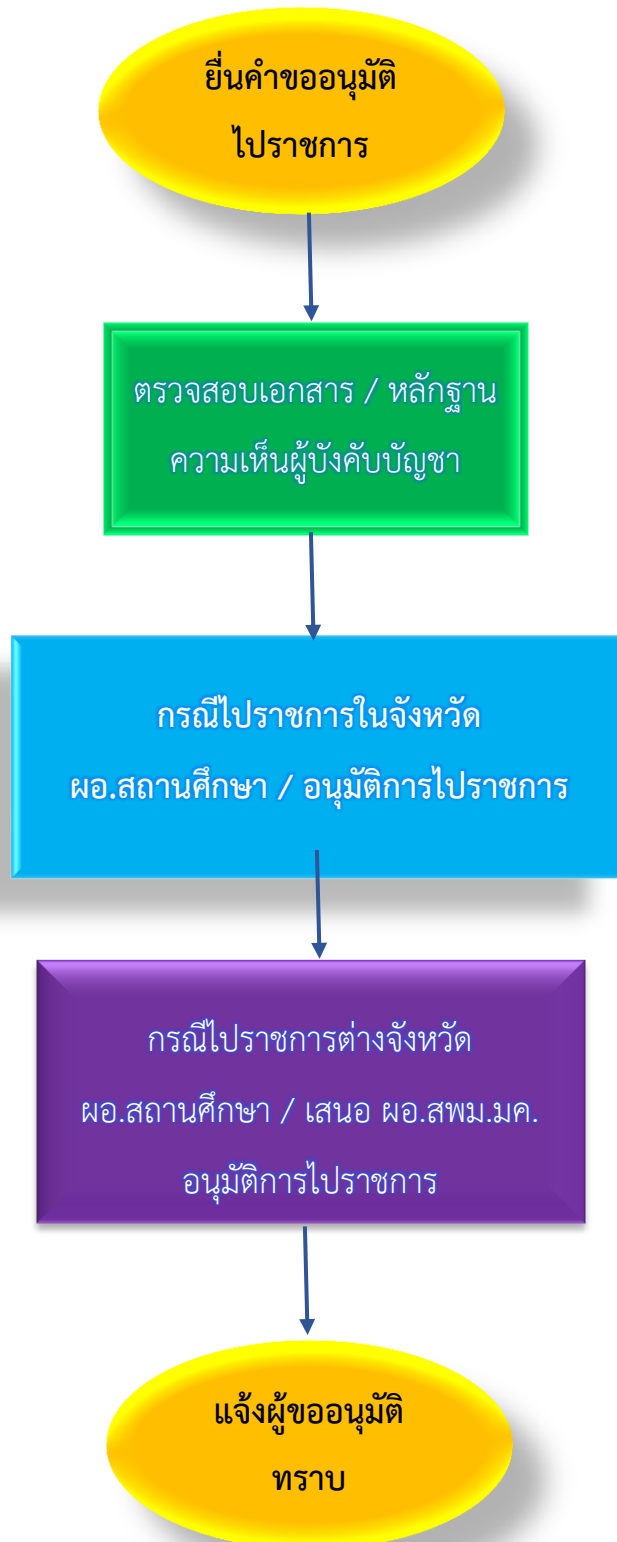 ยื่นคำขออนุมัติ
ไปราชการ
ตรวจสอบเอกสาร / หลักฐาน
ความเห็นผู้บังคับบัญชา
กรณีไปราชการในจังหวัด
ผอ.สถานศึกษา / อนุมัติการไปราชการ
กรณีไปราชการต่างจังหวัด
ผอ.สถานศึกษา / เสนอ ผอ.สพม.มค.
อนุมัติการไปราชการ
แจ้งผู้ขออนุมัติ
ทราบ